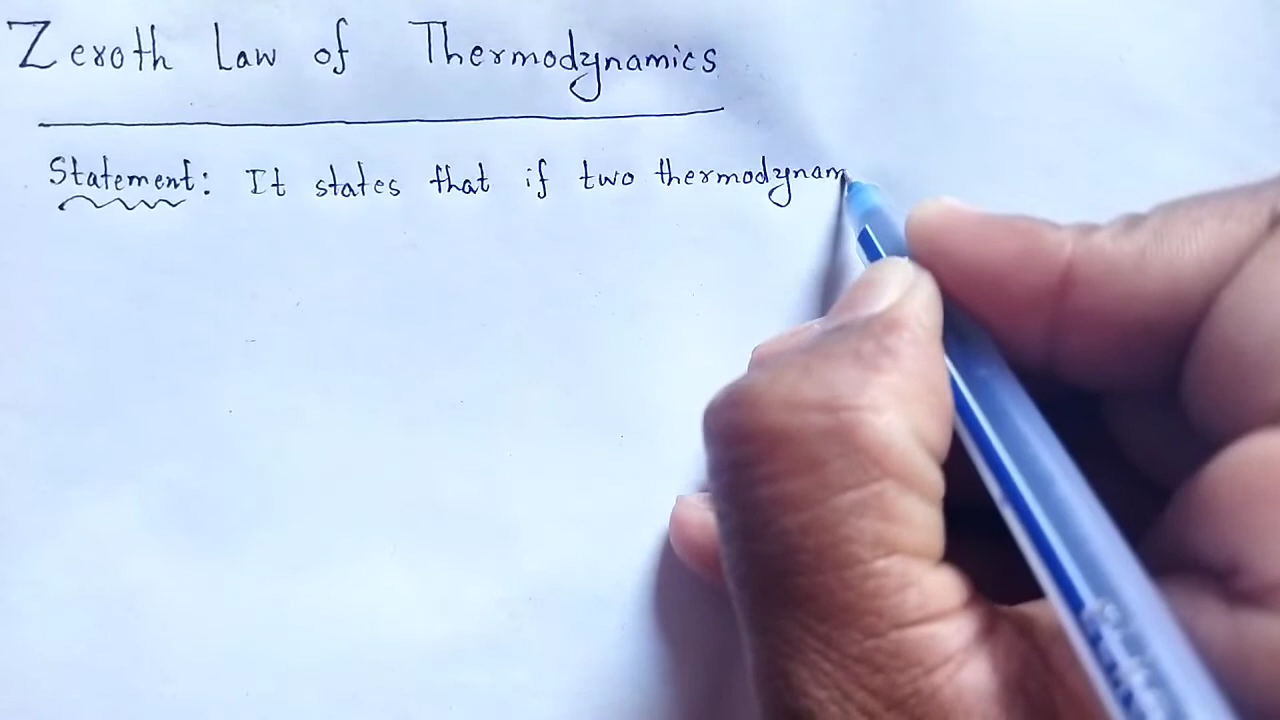 Zeroth Law of Thermodynamics
Statement: It states that if two thermodynam